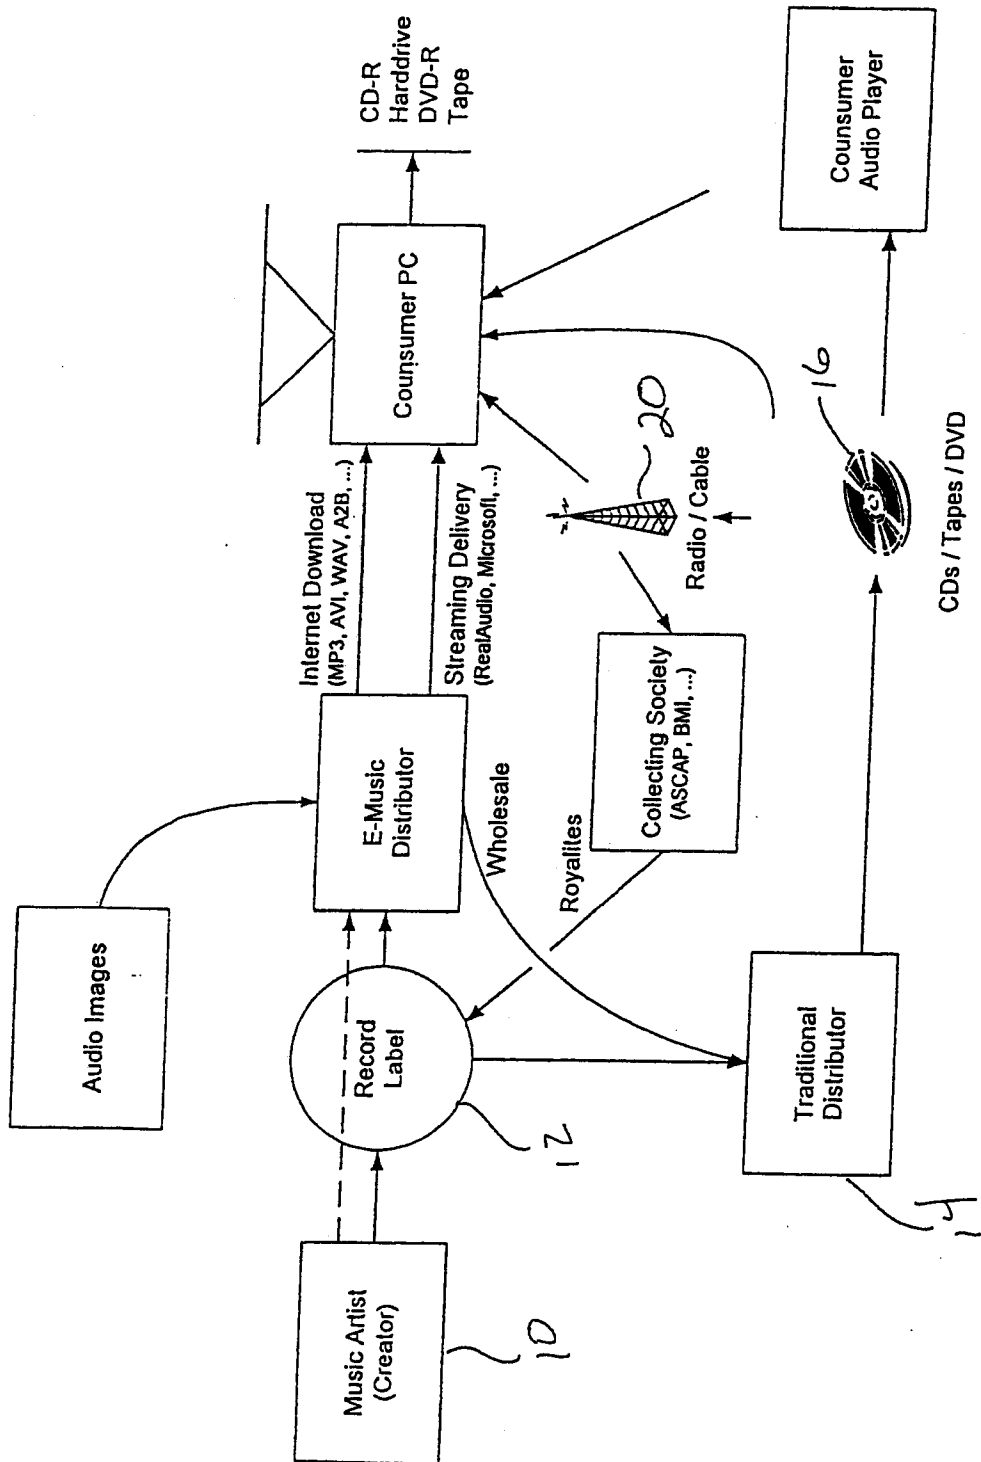 Audio Images
CD-R
Harddrive
DVD-R
Tape
Music Artist
(Creator)
10
Record
Label
12
E-Music
Distributor
Internet Download
(MP3, AVI, WAV, A2B, ...)
Streaming Delivery
(RealAudio, Microsoft, ...)
Counsumer PC
Wholesale
Royalites
Collecting Society
(ASCAP, BMI, ...)
Radio / Cable
20
Traditional
Distributor
14
16
CDs / Tapes / DVD
Counsumer
Audio Player